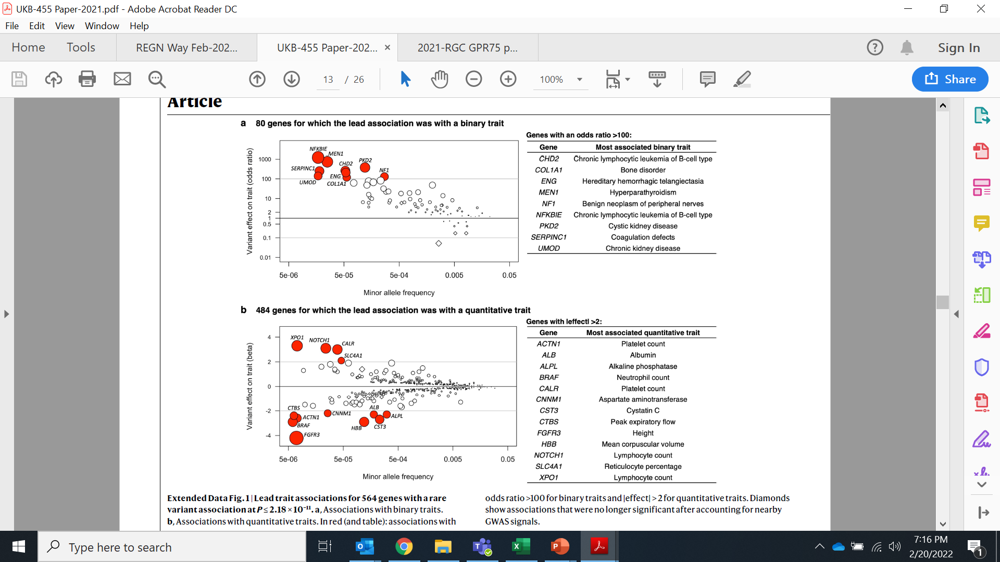 UKB-455 Paper-2021.pdf - Adobe Acrobat Reader DC
File Edit View Window Help
Home Tools REGN Way Feb-202... UKB-455 Paper-202... × 2021-RGC GPR75 p... Sign In
13 / 26 100% Share
Article
a 80 genes for which the lead association was with a binary trait
Variant effect on trait (odds ratio)
1000
100
10
2
1
0.5
0.1
0.01
NFKBIE
MEN1
SERPINC1
CHD2
PKD2
UMOD
ENG
COL1A1
NF1
5e-06 5e-05 5e-04 0.005 0.05
Minor allele frequency
Genes with an odds ratio >100:
Gene Most associated binary trait
CHD2 Chronic lymphocytic leukemia of B-cell type
COL1A1 Bone disorder
ENG Hereditary hemorrhagic telangiectasia
MEN1 Hyperparathyroidism
NF1 Benign neoplasm of peripheral nerves
NFKBIE Chronic lymphocytic leukemia of B-cell type
PKD2 Cystic kidney disease
SERPINC1 Coagulation defects
UMOD Chronic kidney disease
b 484 genes for which the lead association was with a quantitative trait
Variant effect on trait (beta)
4
2
0
-2
-4
XPO1
NOTCH1
CALR
SLC4A1
CTBS
ACTN1
BRAF
FGFR3
CNNM1
HBB
ALB
CST3
ALPL
5e-06 5e-05 5e-04 0.005 0.05
Minor allele frequency
Genes with leffectl >2:
Gene Most associated quantitative trait
ACTN1 Platelet count
ALB Albumin
ALPL Alkaline phosphatase
BRAF Neutrophil count
CALR Platelet count
CNNM1 Aspartate aminotransferase
CST3 Cystatin C
CTBS Peak expiratory flow
FGFR3 Height
HBB Mean corpuscular volume
NOTCH1 Lymphocyte count
SLC4A1 Reticulocyte percentage
XPO1 Lymphocyte count
Extended Data Fig. 1 | Lead trait associations for 564 genes with a rare
variant association at P ≤ 2.18 × 10⁻¹¹. a, Associations with binary traits.
b, Associations with quantitative traits. In red (and table): associations with
odds ratio >100 for binary traits and |effect| > 2 for quantitative traits. Diamonds
show associations that were no longer significant after accounting for nearby
GWAS signals.
Type here to search
7:16 PM
2/20/2022
1